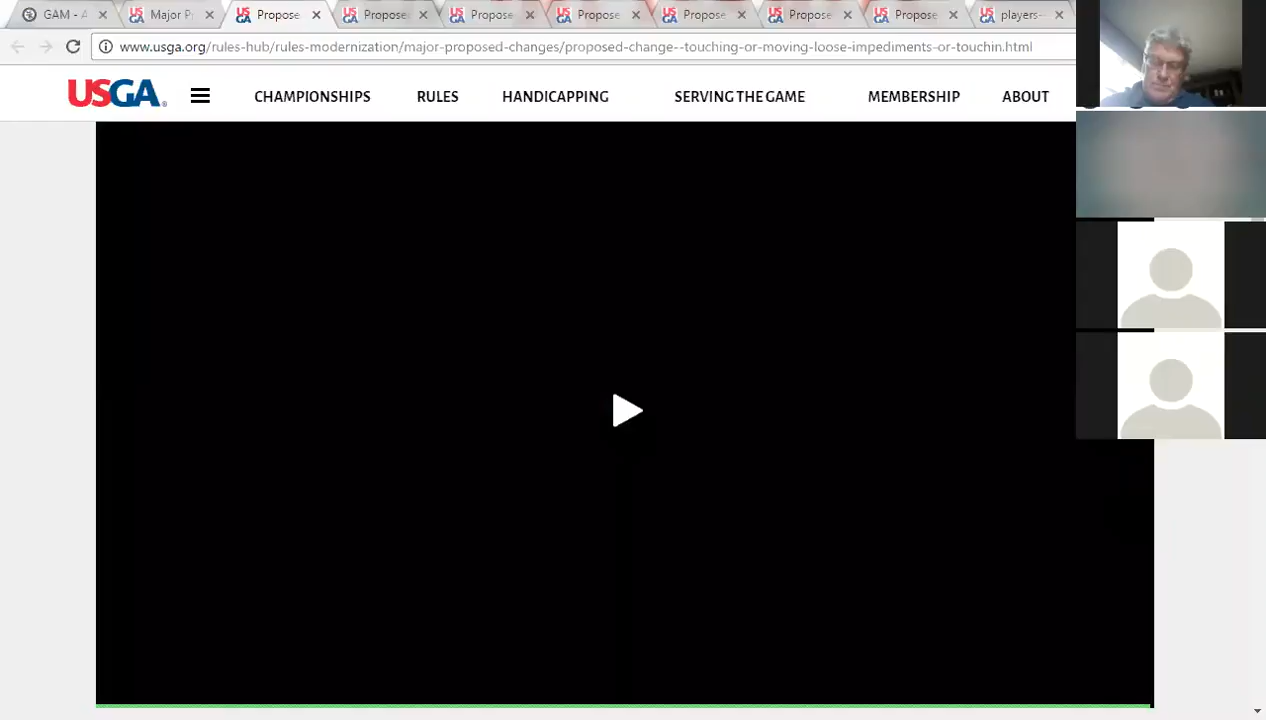 GAM - A
Major P
Propose
Propose
Propose
Propose
Propose
Propose
Propose
players-
www.usga.org/rules-hub/rules-modernization/major-proposed-changes/proposed-change--touching-or-moving-loose-impediments-or-touchin.html
USGA CHAMPIONSHIPS RULES HANDICAPPING SERVING THE GAME MEMBERSHIP ABOUT